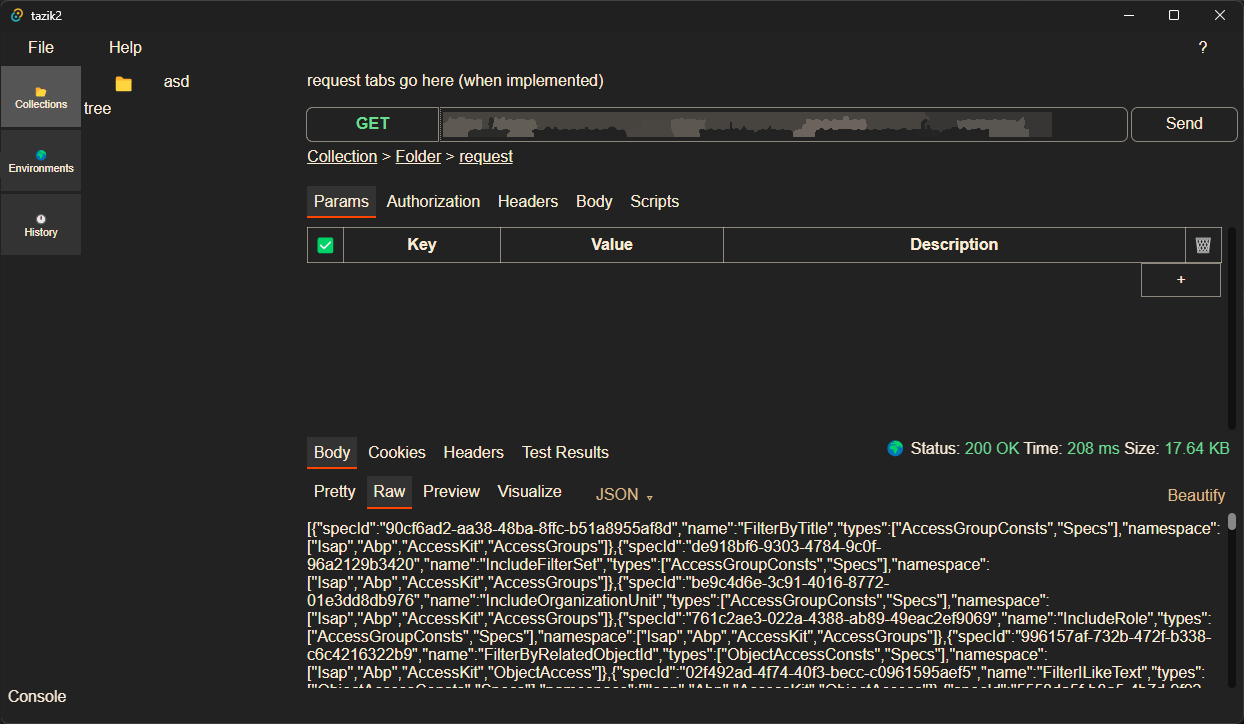 tazik2
File Help ?
Collections
Environments
History
asd
tree
request tabs go here (when implemented)
GET
Send
Collection > Folder > request
Params Authorization Headers Body Scripts
Key Value Description
+
Body Cookies Headers Test Results
Status: 200 OK Time: 208 ms Size: 17.64 KB
Pretty Raw Preview Visualize JSON
Beautify
[{"specId":"90cf6ad2-aa38-48ba-8ffc-b51a8955af8d","name":"FilterByTitle","types":["AccessGroupConsts","Specs"],"namespace":
["Isap","Abp","AccessKit","AccessGroups"]},{"specId":"de918bf6-9303-4784-9c0f-
96a2129b3420","name":"IncludeFilterSet","types":["AccessGroupConsts","Specs"],"namespace":
["Isap","Abp","AccessKit","AccessGroups"]},{"specId":"be9c4d6e-3c91-4016-8772-
01e3dd8db976","name":"IncludeOrganizationUnit","types":["AccessGroupConsts","Specs"],"namespace":
["Isap","Abp","AccessKit","AccessGroups"]},{"specId":"761c2ae3-022a-4388-ab89-49eac2ef9069","name":"IncludeRole","types":
["AccessGroupConsts","Specs"],"namespace":["Isap","Abp","AccessKit","AccessGroups"]},{"specId":"996157af-732b-472f-b338-
c6c4216322b9","name":"FilterByRelatedObjectId","types":["ObjectAccessConsts","Specs"],"namespace":
["Isap","Abp","AccessKit","ObjectAccess"]},{"specId":"02f492ad-4f74-40f3-becc-c0961595aef5","name":"FilterILikeText","types":
Console